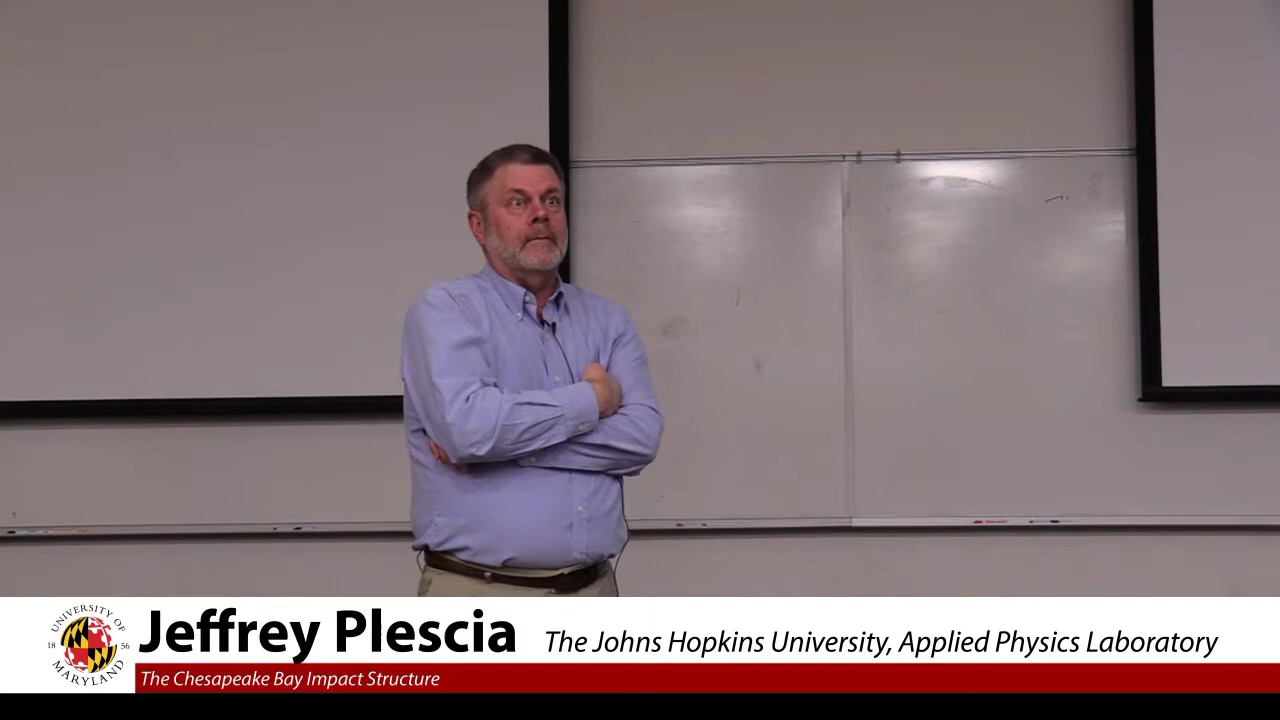 UNIVERSITY OF
18 56
MARYLAND
Jeffrey Plescia
The Johns Hopkins University, Applied Physics Laboratory
The Chesapeake Bay Impact Structure